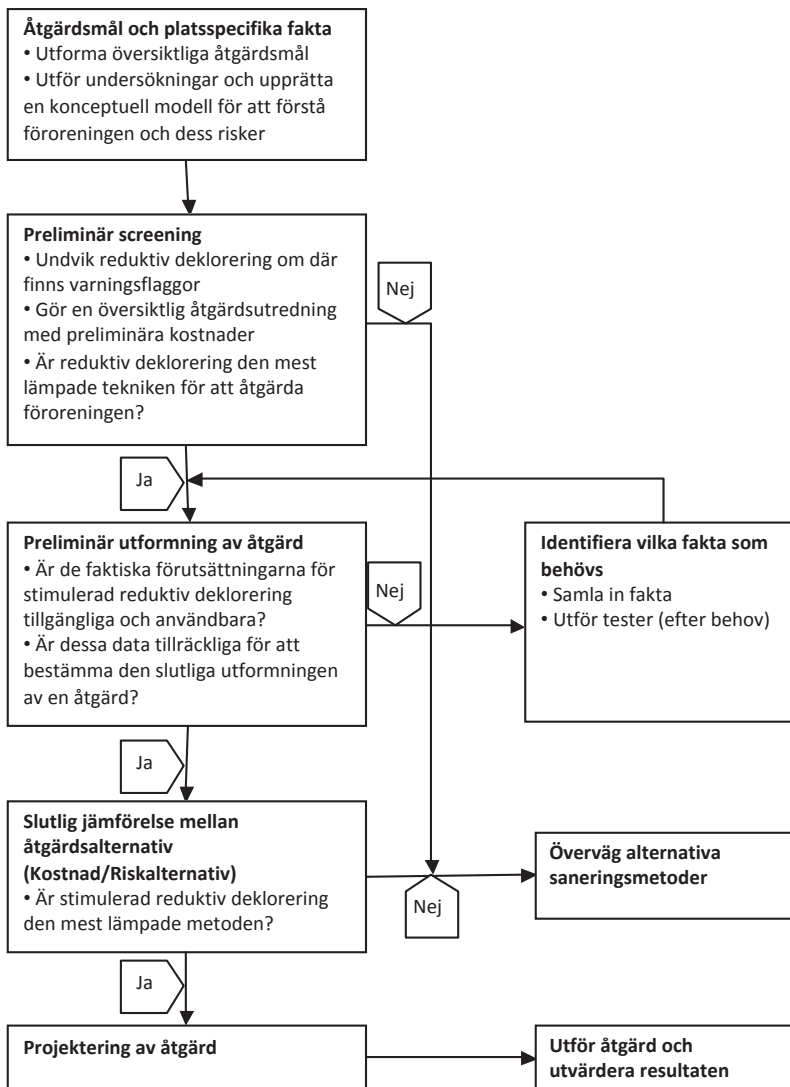 Åtgärdsmål och platsspecifika fakta
• Utforma översiktliga åtgärdsmål
• Utför undersökningar och upprätta
en konceptuell modell för att förstå
föroreningen och dess risker
Preliminär screening
• Undvik reduktiv deklorering om där
finns varningsflaggor
• Gör en översiktlig åtgärdsutredning
med preliminära kostnader
• Är reduktiv deklorering den mest
lämpade tekniken för att åtgärda
föroreningen?
Nej
Ja
Preliminär utformning av åtgärd
• Är de faktiska förutsättningarna för
stimulerad reduktiv deklorering
tillgängliga och användbara?
• Är dessa data tillräckliga för att
bestämma den slutliga utformningen
av en åtgärd?
Nej
Identifiera vilka fakta som
behövs
• Samla in fakta
• Utför tester (efter behov)
Ja
Slutlig jämförelse mellan
åtgärdsalternativ
(Kostnad/Riskalternativ)
• Är stimulerad reduktiv deklorering
den mest lämpade metoden?
Nej
Överväg alternativa
saneringsmetoder
Ja
Projektering av åtgärd
Utför åtgärd och
utvärdera resultaten